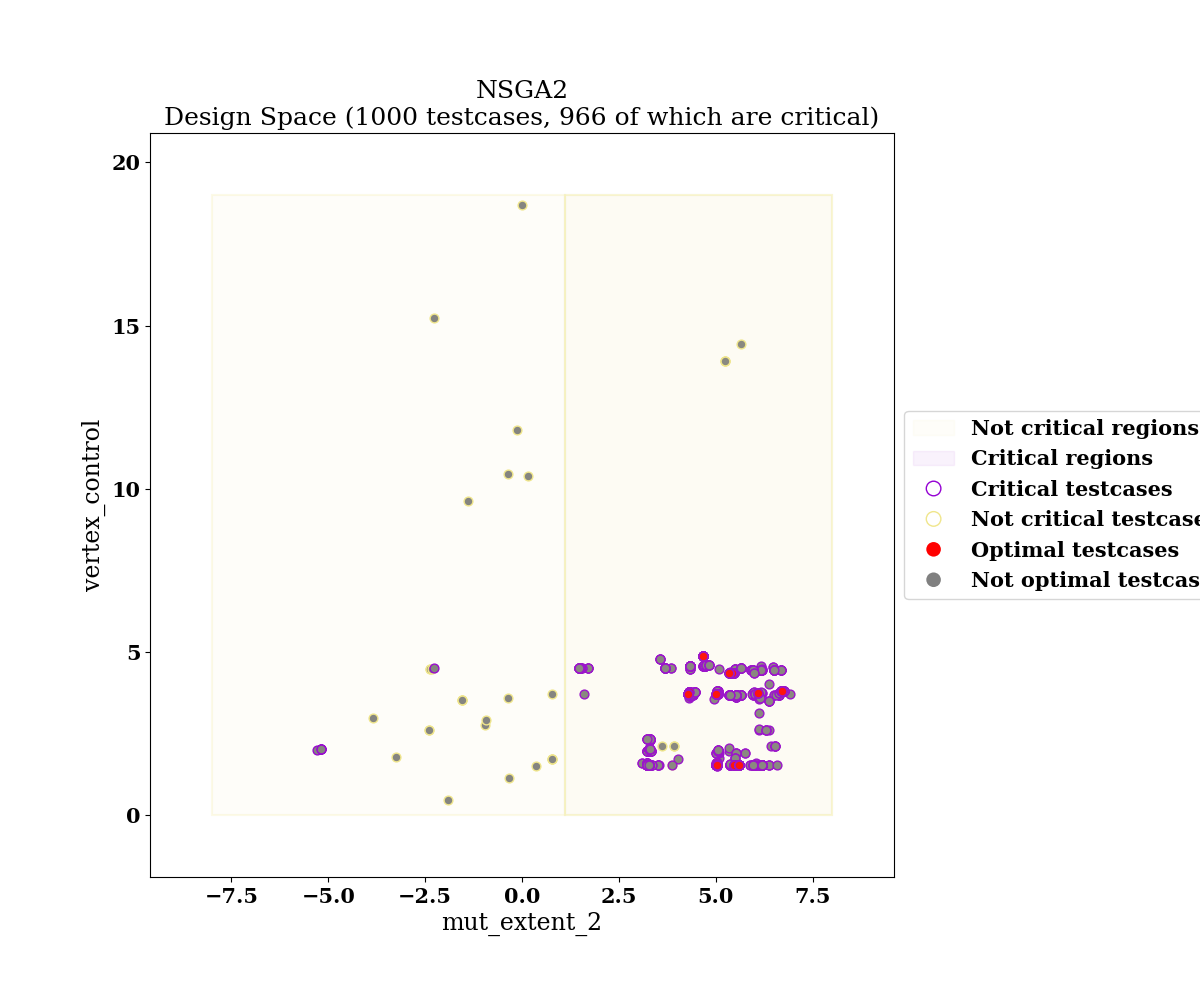 NSGA2
Design Space (1000 testcases, 966 of which are critical)
20
15
10
5
0
vertex_control
−7.5
−5.0
−2.5
0.0
2.5
5.0
7.5
mut_extent_2
Not critical regions
Critical regions
Critical testcases
Not critical testcase
Optimal testcases
Not optimal testcas